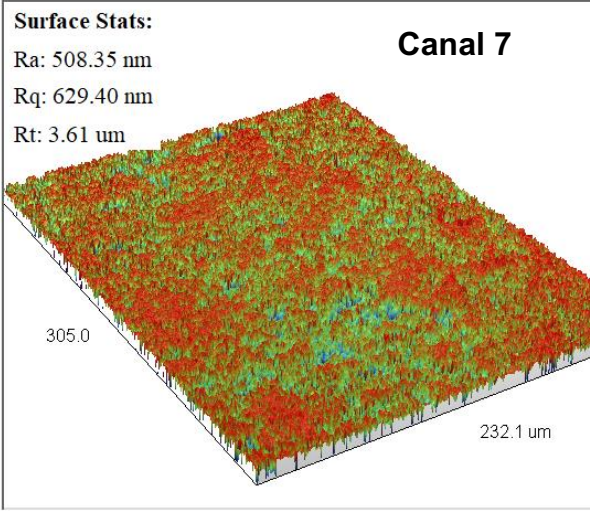 Surface Stats:
Ra: 508.35 nm
Rq: 629.40 nm
Rt: 3.61 um
Canal 7
305.0
232.1 um